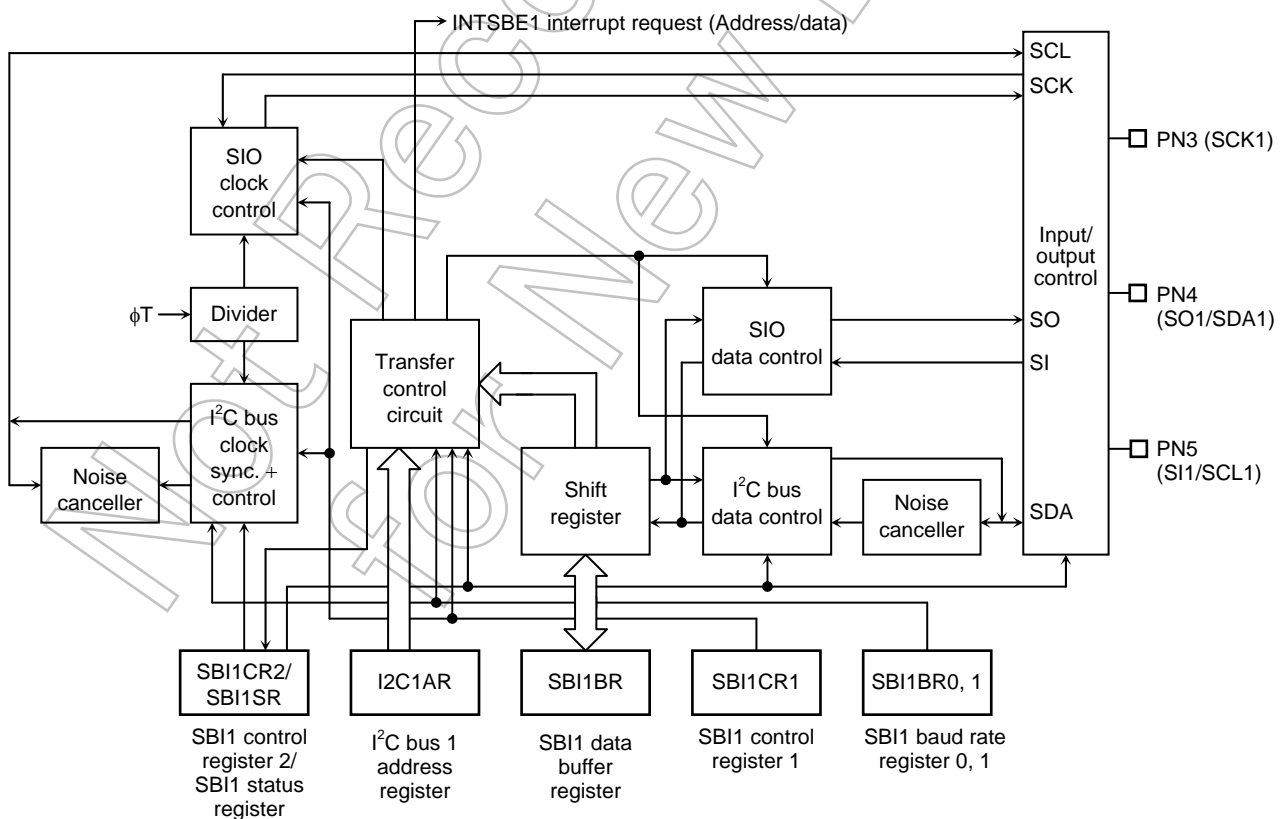 INTSBE1 interrupt request (Address/data)
SCL
SCK
PN3 (SCK1)
SIO
clock
control
Input/
output
control
φT
Divider
PN4
(SO1/SDA1)
SO
SI
SIO
data control
Transfer
control
circuit
I²C bus
clock
sync. +
control
Noise
canceller
Shift
register
I²C bus
data control
Noise
canceller
SDA
PN5
(SI1/SCL1)
SBI1CR2/
SBI1SR
I2C1AR
SBI1BR
SBI1CR1
SBI1BR0, 1
SBI1 control
register 2/
SBI1 status
register
I²C bus 1
address
register
SBI1 data
buffer
register
SBI1 control
register 1
SBI1 baud rate
register 0, 1
Not Reco
for New